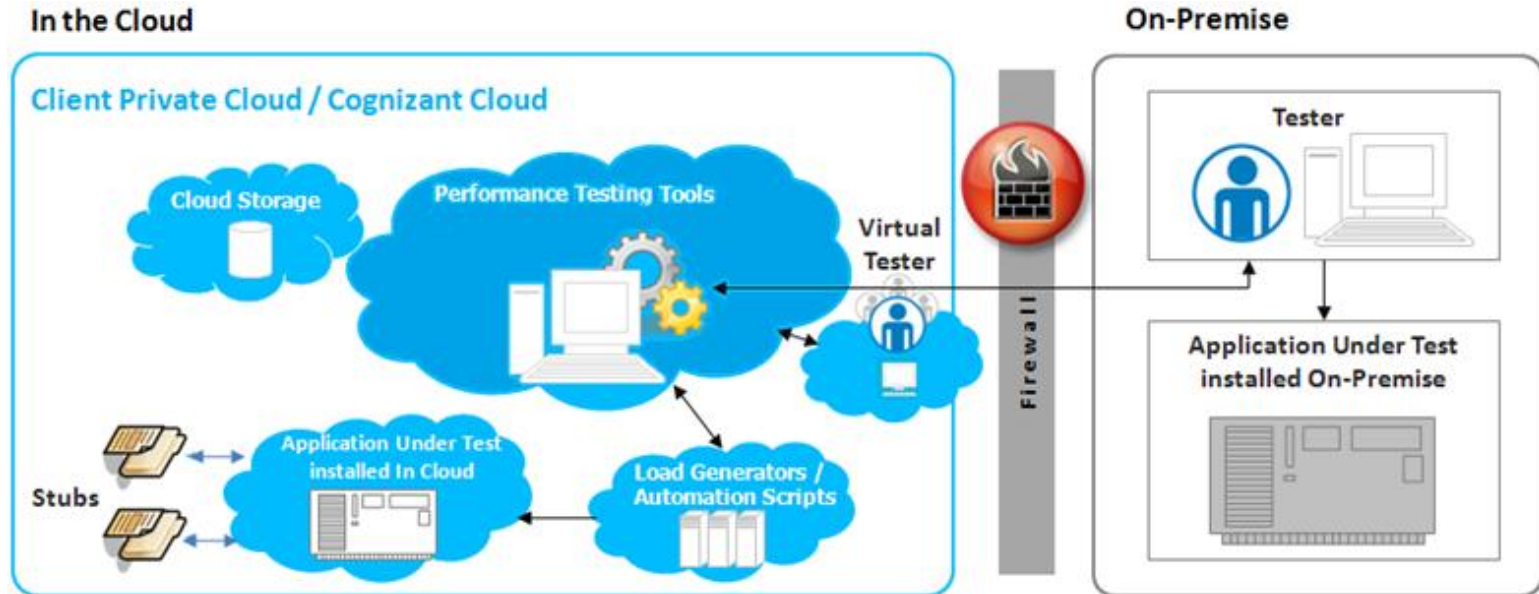 In the Cloud
On-Premise
Client Private Cloud / Cognizant Cloud
Cloud Storage
Performance Testing Tools
Virtual
Tester
Firewall
Tester
Application Under Test
installed On-Premise
Stubs
Application Under Test
installed In Cloud
Load Generators /
Automation Scripts